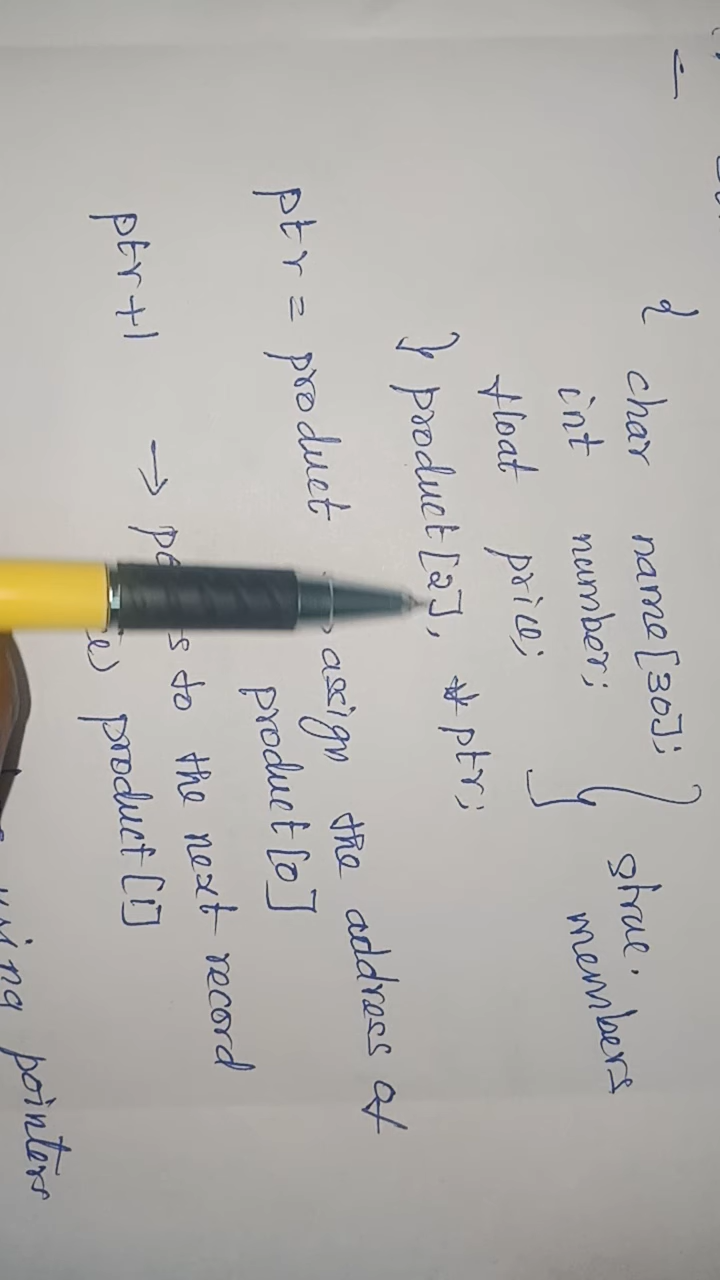 { char name[30];
int number;
float price;
} struc.
members
} product[2], *ptr;
ptr = product assign the address of
product[0]
ptr+1 → to the next record
product[1]
using pointers